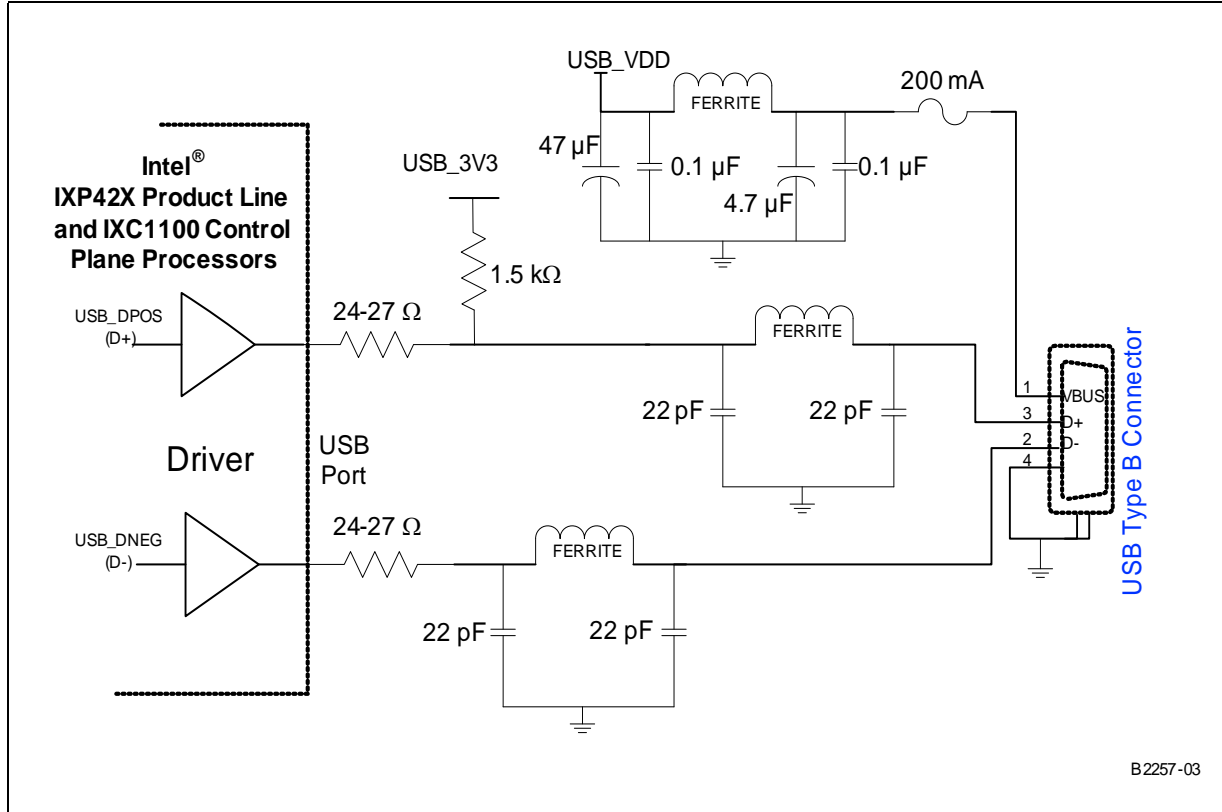 USB_VDD
FERRITE
200 mA
47 µF
0.1 µF
4.7 µF
0.1 µF
Intel®
IXP42X Product Line
and IXC1100 Control
Plane Processors
USB_3V3
1.5 kΩ
USB_DPOS
(D+)
24-27 Ω
FERRITE
22 pF
22 pF
1
VBUS
3
D+
2
D-
4
USB Type B Connector
Driver
USB
Port
USB_DNEG
(D-)
24-27 Ω
FERRITE
22 pF
22 pF
B2257-03